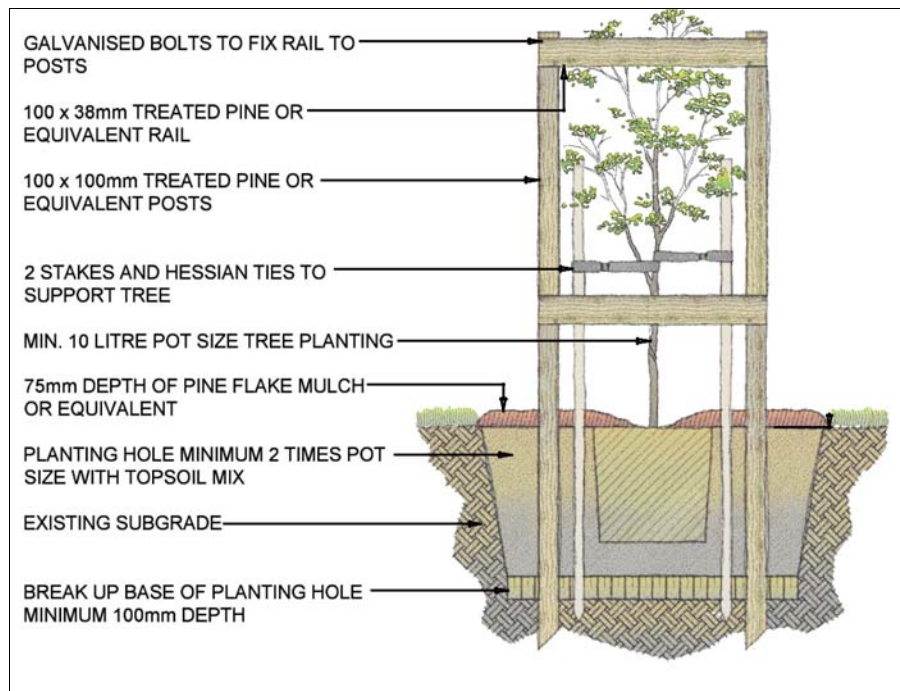 GALVANISED BOLTS TO FIX RAIL TO
POSTS
100 x 38mm TREATED PINE OR
EQUIVALENT RAIL
100 x 100mm TREATED PINE OR
EQUIVALENT POSTS
2 STAKES AND HESSIAN TIES TO
SUPPORT TREE
MIN. 10 LITRE POT SIZE TREE PLANTING
75mm DEPTH OF PINE FLAKE MULCH
OR EQUIVALENT
PLANTING HOLE MINIMUM 2 TIMES POT
SIZE WITH TOPSOIL MIX
EXISTING SUBGRADE
BREAK UP BASE OF PLANTING HOLE
MINIMUM 100mm DEPTH